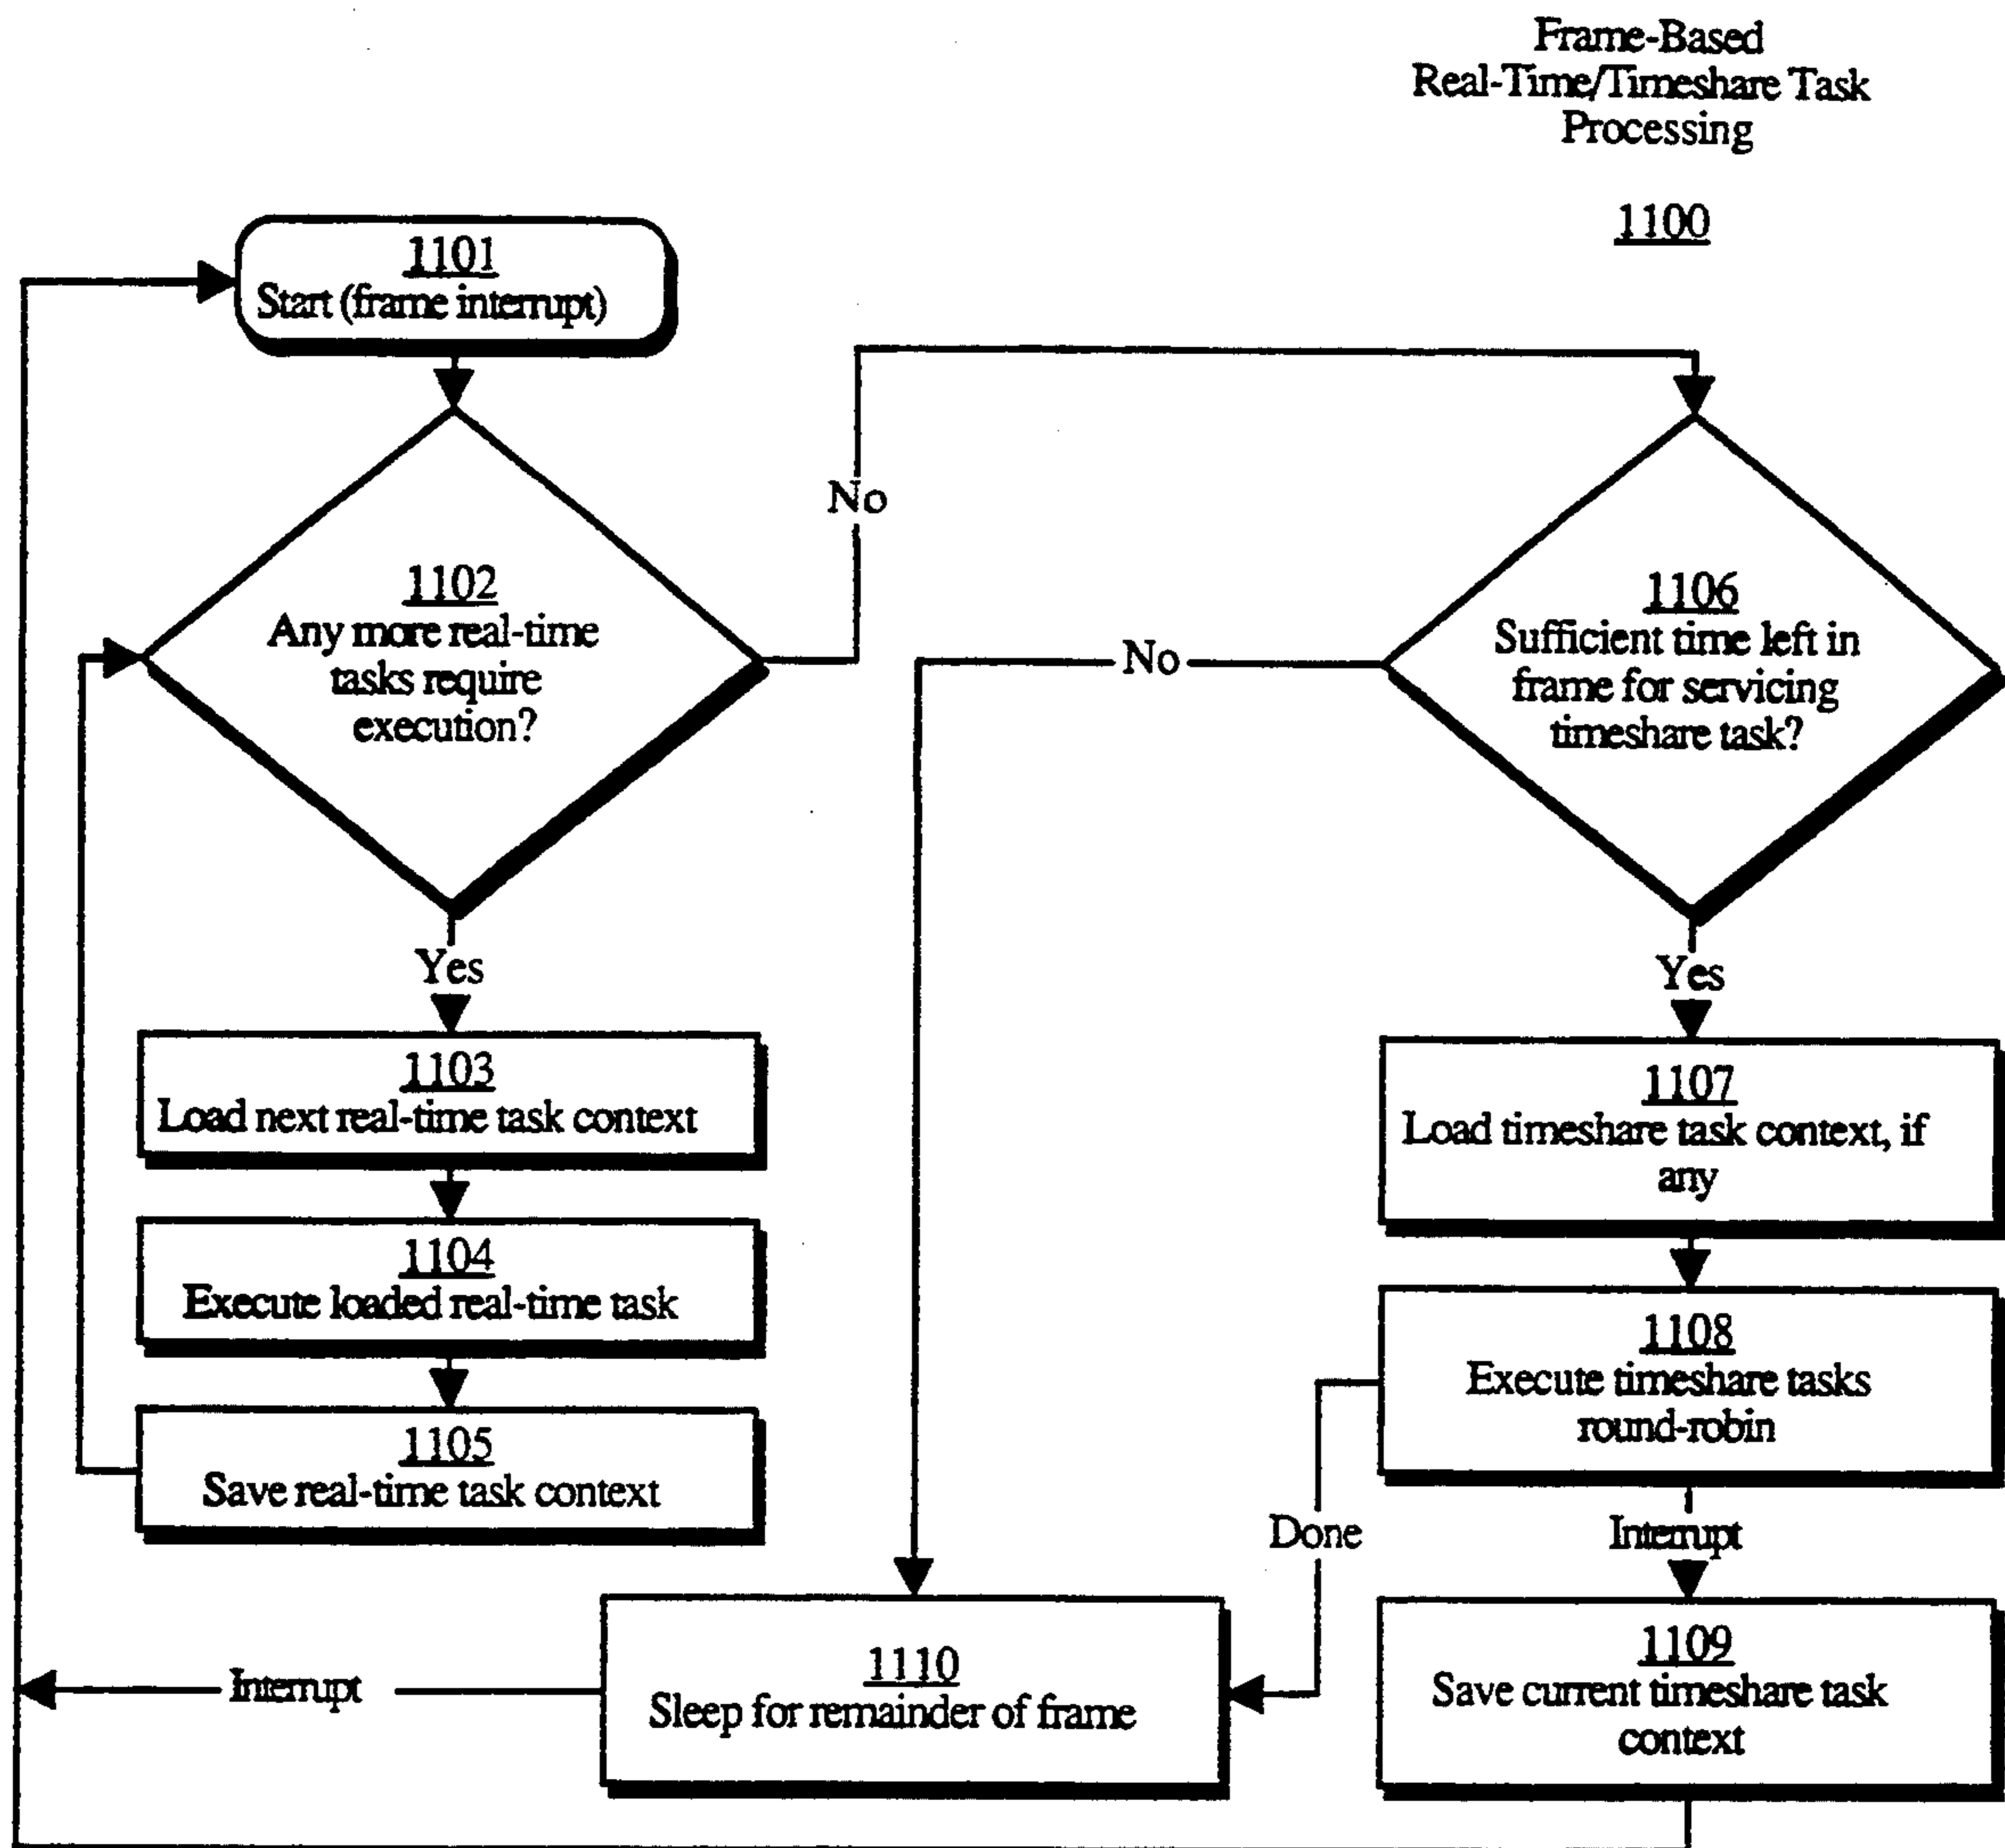 Frame-Based
Real-Time/Timeshare Task
Processing
1100
1101
Start (frame interrupt)
No
1102
Any more real-time
tasks require
execution?
1106
Sufficient time left in
frame for servicing
timeshare task?
No
Yes
Yes
1103
Load next real-time task context
1107
Load timeshare task context, if
any
1104
Execute loaded real-time task
1108
Execute timeshare tasks
round-robin
1105
Save real-time task context
Done
Interrupt
1110
Sleep for remainder of frame
Interrupt
1109
Save current timeshare task
context